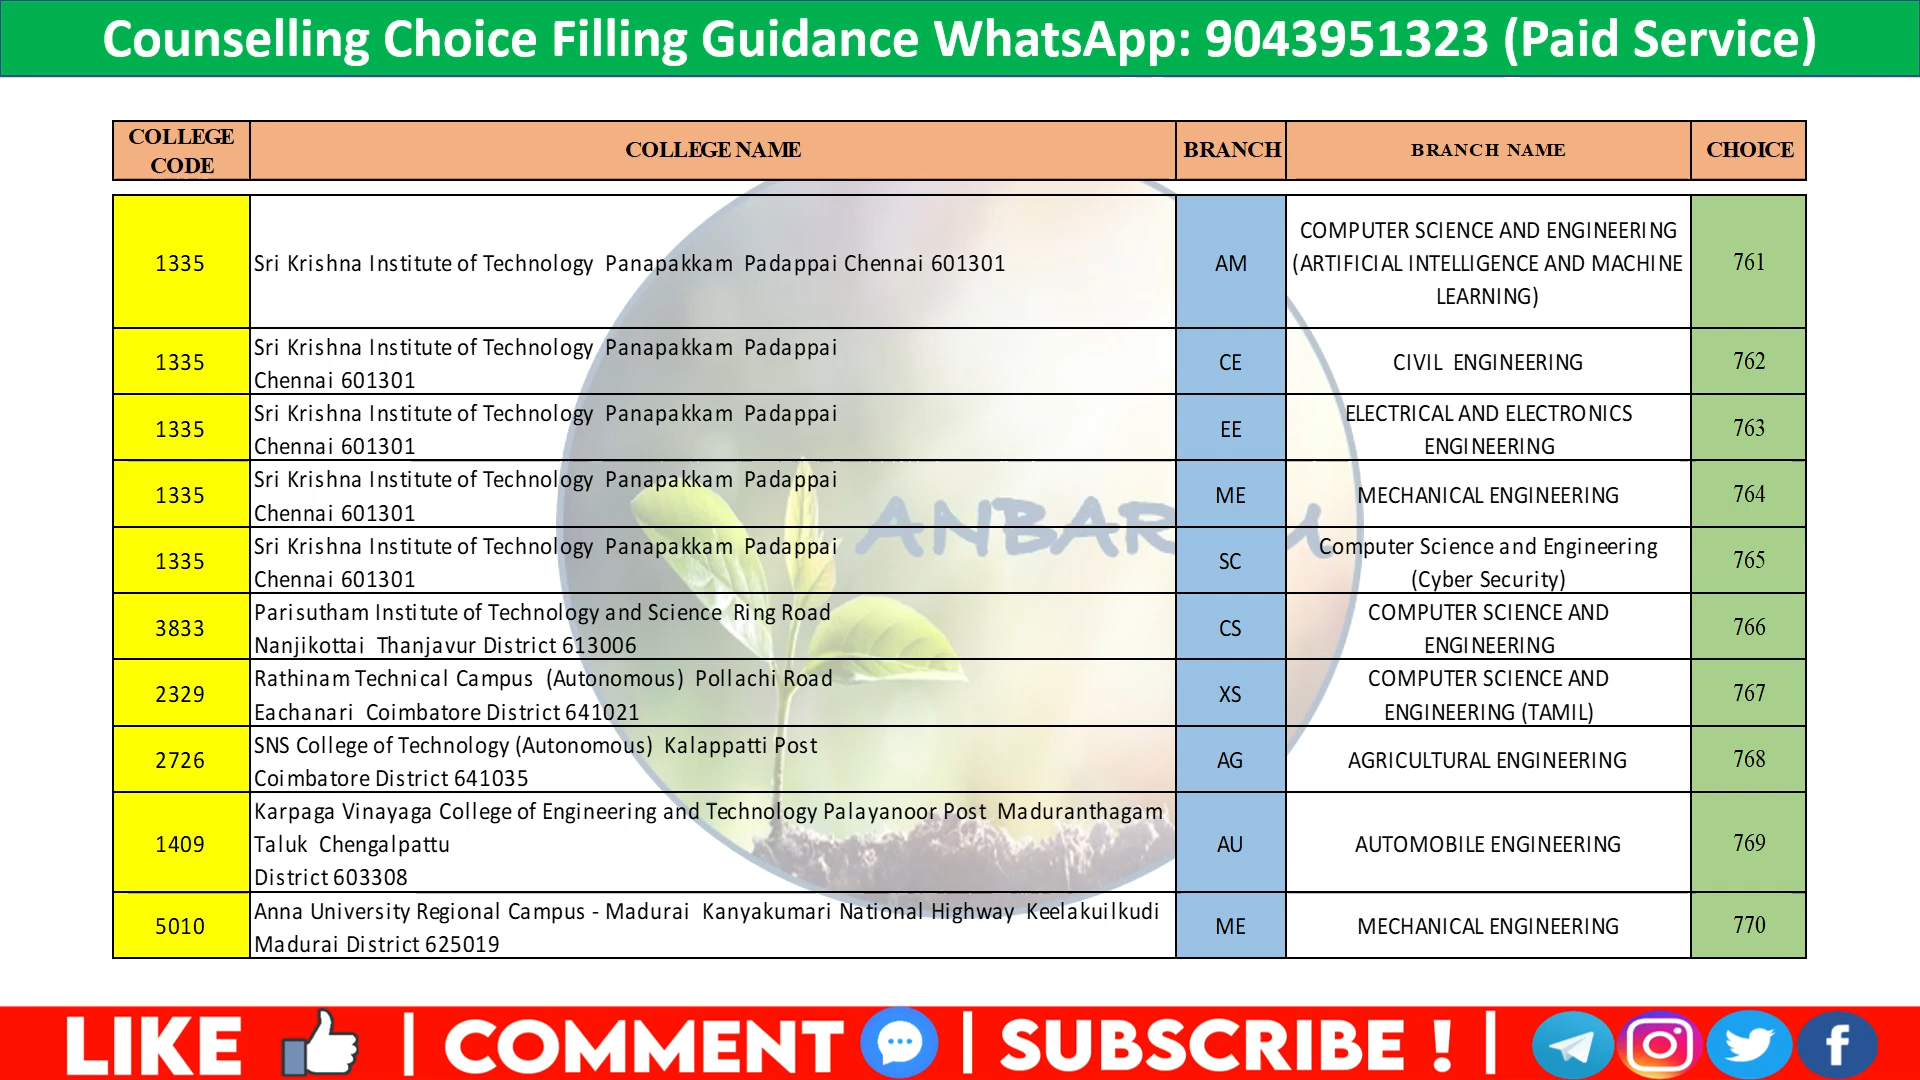 Counselling Choice Filling Guidance WhatsApp: 9043951323 (Paid Service)
COLLEGE CODE COLLEGE NAME BRANCH BRANCH NAME CHOICE
1335 Sri Krishna Institute of Technology Panapakkam Padappai Chennai 601301 AM COMPUTER SCIENCE AND ENGINEERING (ARTIFICIAL INTELLIGENCE AND MACHINE LEARNING) 761
1335 Sri Krishna Institute of Technology Panapakkam Padappai Chennai 601301 CE CIVIL ENGINEERING 762
1335 Sri Krishna Institute of Technology Panapakkam Padappai Chennai 601301 EE ELECTRICAL AND ELECTRONICS ENGINEERING 763
1335 Sri Krishna Institute of Technology Panapakkam Padappai Chennai 601301 ME MECHANICAL ENGINEERING 764
1335 Sri Krishna Institute of Technology Panapakkam Padappai Chennai 601301 SC Computer Science and Engineering (Cyber Security) 765
3833 Parisutham Institute of Technology and Science Ring Road Nanjikottai Thanjavur District 613006 CS COMPUTER SCIENCE AND ENGINEERING 766
2329 Rathinam Technical Campus (Autonomous) Pollachi Road Eachanari Coimbatore District 641021 XS COMPUTER SCIENCE AND ENGINEERING (TAMIL) 767
2726 SNS College of Technology (Autonomous) Kalappatti Post Coimbatore District 641035 AG AGRICULTURAL ENGINEERING 768
1409 Karpaga Vinayaga College of Engineering and Technology Palayanoor Post Maduranthagam Taluk Chengalpattu District 603308 AU AUTOMOBILE ENGINEERING 769
5010 Anna University Regional Campus - Madurai Kanyakumari National Highway Keelakuilkudi Madurai District 625019 ME MECHANICAL ENGINEERING 770
LIKE | COMMENT | SUBSCRIBE ! |